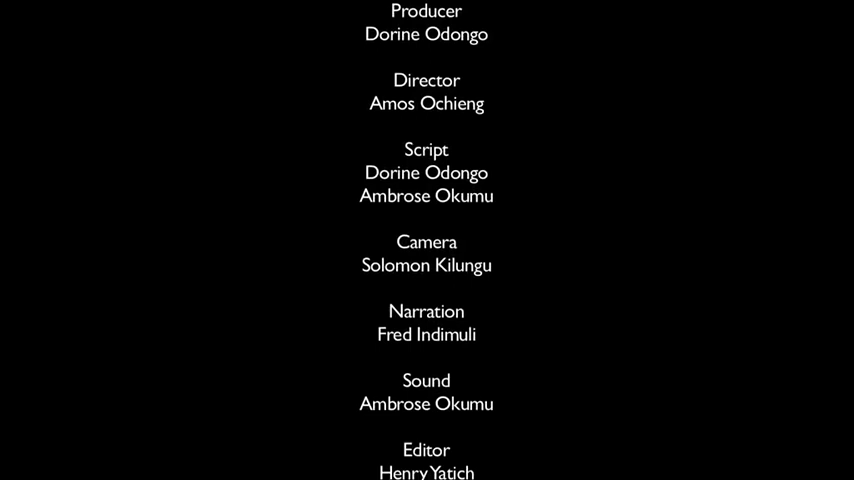 Producer
Dorine Odongo
Director
Amos Ochieng
Script
Dorine Odongo
Ambrose Okumu
Camera
Solomon Kilungu
Narration
Fred Indimuli
Sound
Ambrose Okumu
Editor
Henry Yatich